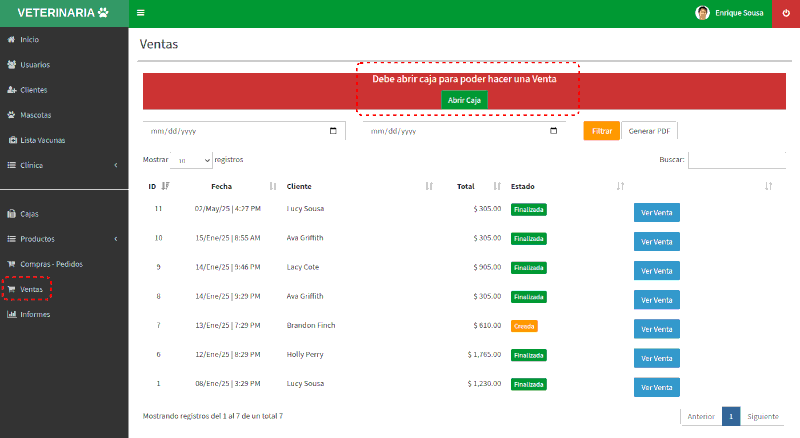 VETERINARIA
Enrique Sousa
Inicio
Usuarios
Clientes
Mascotas
Lista Vacunas
Clínica
Cajas
Productos
Compras - Pedidos
Ventas
Informes
Ventas
Debe abrir caja para poder hacer una Venta
Abrir Caja
mm/dd/yyyy mm/dd/yyyy Filtrar Generar PDF
Mostrar 10 registros Buscar:
ID Fecha Cliente Total Estado
11 02/May/25 | 4:27 PM Lucy Sousa $ 305.00 Finalizada Ver Venta
10 15/Ene/25 | 8:55 AM Ava Griffith $ 305.00 Finalizada Ver Venta
9 14/Ene/25 | 9:46 PM Lacy Cote $ 905.00 Finalizada Ver Venta
8 14/Ene/25 | 9:29 PM Ava Griffith $ 305.00 Finalizada Ver Venta
7 13/Ene/25 | 7:29 PM Brandon Finch $ 610.00 Creada Ver Venta
6 12/Ene/25 | 8:29 PM Holly Perry $ 1,765.00 Finalizada Ver Venta
1 08/Ene/25 | 3:29 PM Lucy Sousa $ 1,230.00 Finalizada Ver Venta
Mostrando registros del 1 al 7 de un total 7
Anterior 1 Siguiente